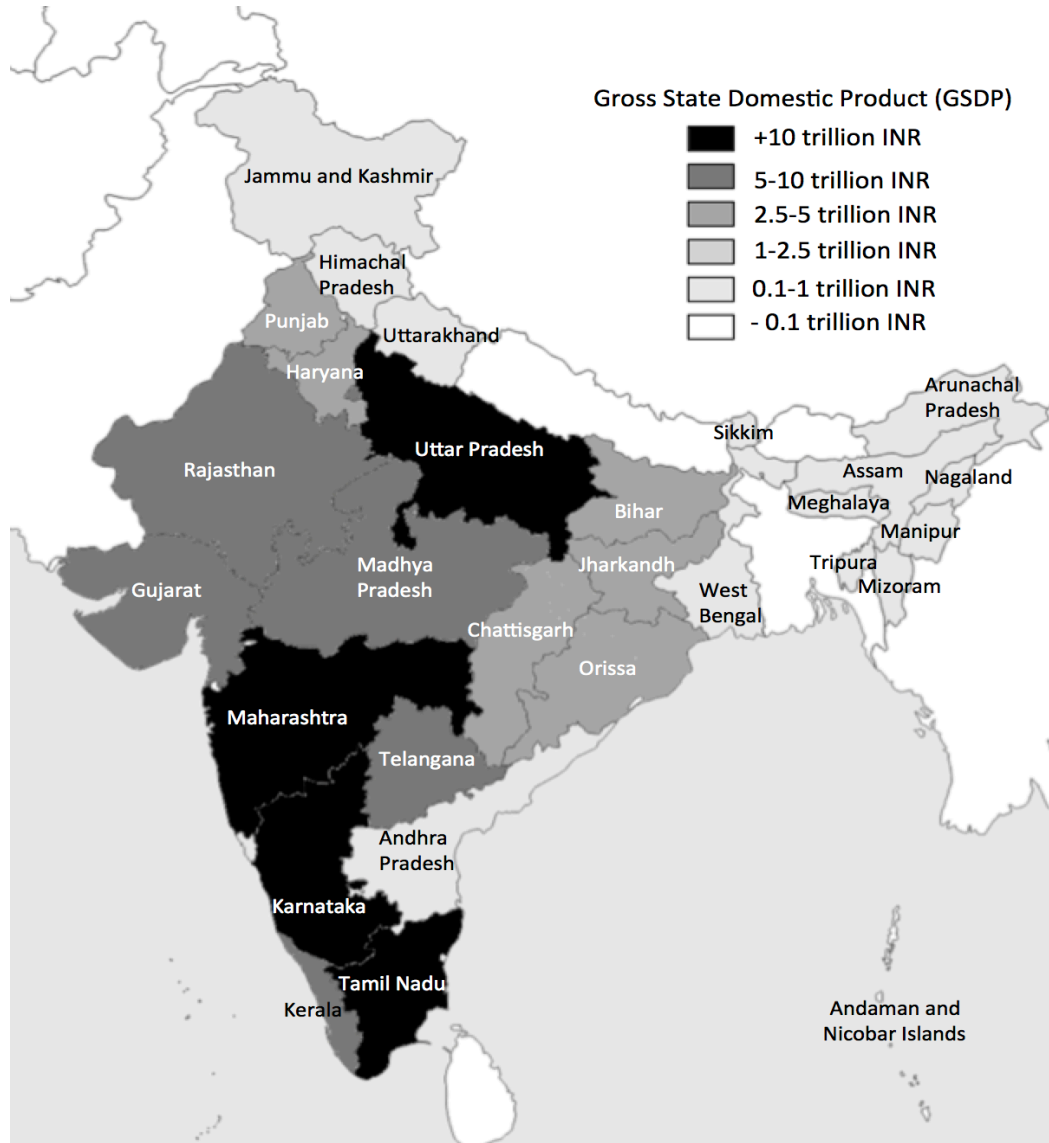 Gross State Domestic Product (GSDP)
+10 trillion INR
5-10 trillion INR
2.5-5 trillion INR
1-2.5 trillion INR
0.1-1 trillion INR
- 0.1 trillion INR
Jammu and Kashmir
Himachal
Pradesh
Punjab
Uttarakhand
Haryana
Arunachal
Pradesh
Sikkim
Uttar Pradesh
Rajasthan
Assam
Nagaland
Meghalaya
Bihar
Manipur
Madhya
Pradesh
Jharkhand
Tripura
Gujarat
Mizoram
West
Bengal
Chattisgarh
Orissa
Maharashtra
Telangana
Andhra
Pradesh
Karnataka
Tamil Nadu
Kerala
Andaman and
Nicobar Islands